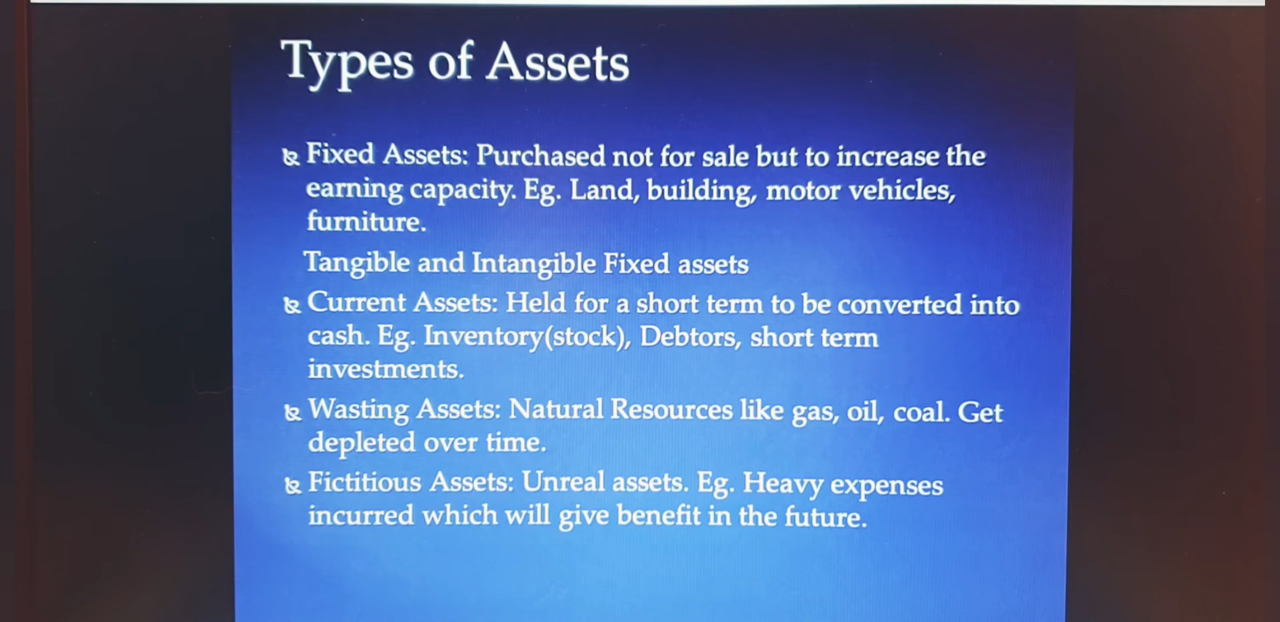 Types of Assets
Fixed Assets: Purchased not for sale but to increase the
earning capacity. Eg. Land, building, motor vehicles,
furniture.
Tangible and Intangible Fixed assets
Current Assets: Held for a short term to be converted into
cash. Eg. Inventory(stock), Debtors, short term
investments.
Wasting Assets: Natural Resources like gas, oil, coal. Get
depleted over time.
Fictitious Assets: Unreal assets. Eg. Heavy expenses
incurred which will give benefit in the future.